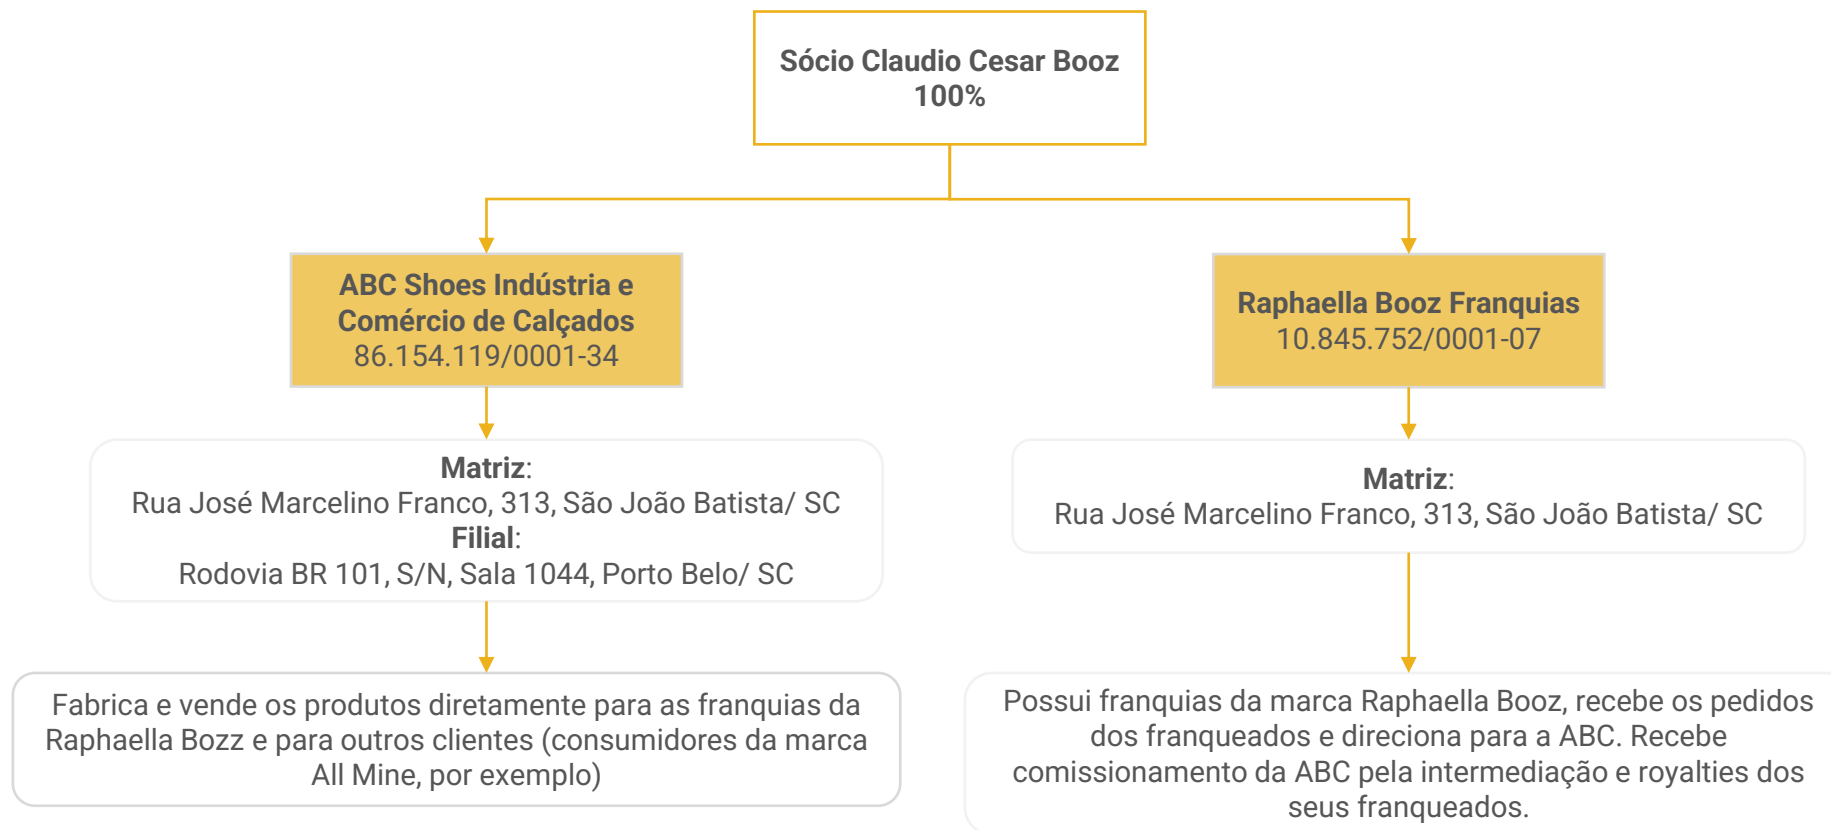 Sócio Claudio Cesar Booz
100%
ABC Shoes Indústria e
Comércio de Calçados
86.154.119/0001-34
Raphaella Booz Franquias
10.845.752/0001-07
Matriz:
Rua José Marcelino Franco, 313, São João Batista/ SC
Filial:
Rodovia BR 101, S/N, Sala 1044, Porto Belo/ SC
Matriz:
Rua José Marcelino Franco, 313, São João Batista/ SC
Fabrica e vende os produtos diretamente para as franquias da
Raphaella Bozz e para outros clientes (consumidores da marca
All Mine, por exemplo)
Possui franquias da marca Raphaella Booz, recebe os pedidos
dos franqueados e direciona para a ABC. Recebe
comissionamento da ABC pela intermediação e royalties dos
seus franqueados.